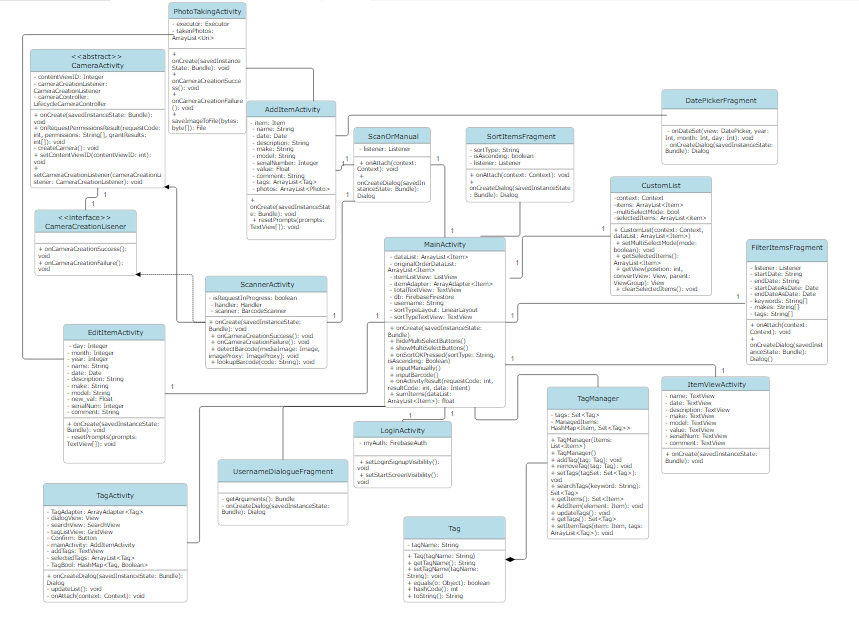 PhotoTakingActivity
- executor: Executor
- takenPhotos:
ArrayList<Uri>
+
onCreate(savedInstance
State: Bundle): void
+
onCameraCreationSucce
ss(): void
+
onCameraCreationFailure
(): void
+
saveImageToFile(bytes:
byte[]): File
<<abstract>>
CameraActivity
- contentViewID: Integer
- cameraCreationListener:
CameraCreationListener
- cameraController:
LifecycleCameraController
+ onCreate(savedInstanceState: Bundle):
void
+ onRequestPermissionsResult(requestCode:
int, permissions: String[], grantResults:
int[]): void
- createCamera(): void
+ setContentViewID(contentViewID: int):
void
+
setCameraCreationListener(cameraCreationLi
stener: CameraCreationListener): void
1
1
<<interface>>
CameraCreationLisener
+ onCameraCreationSuccess():
void
+ onCameraCreationFailure():
void
AddItemActivity
- item: Item
- name: String
- date: Date
- description: String
- make: String
- model: String
- serialNumber: Integer
- value: Float
- comment: String
- tags: ArrayList<Tag>
- photos: ArrayList<Photo>
+
onCreate(savedInstanceStat
e: Bundle): void
+ resetPrompts(prompts:
TextView[]): void
1
1
ScanOrManual
- listener: Listener
+ onAttach(context:
Context): void
+
onCreateDialog(savedIn
stanceState: Bundle):
Dialog
1
1
SortItemsFragment
- sortType: String
- isAscending: boolean
- listener: Listener
+ onAttach(context: Context): void
+
onCreateDialog(savedInstanceState
: Bundle): Dialog
DatePickerFragment
- onDateSet(view: DatePicker, year:
Int, month: Int, day: Int): void
- onCreateDialog(savedInstanceState:
Bundle): Dialog
CustomList
-context: Context
-items: ArrayList<Item>
-multiSelectMode: bool
-selectedItems: ArrayList<item>
+ CustomList(context: Context,
dataList: ArrayList<Item>)
+ setMultiSelectMode(mode:
boolean): void
+ getSelectedItems():
ArrayList<Item>
+ getView(position: int,
convertView: View, parent:
ViewGroup): View
+ clearSelectedItems(): void
1
1
FilterItemsFragment
- listener: Listener
- startDate: String
- endDate: String
- startDateAsDate: Date
- endDateAsDate: Date
- keywords: String[]
- makes: String[]
- tags: String[]
+ onAttach(context:
Context): void
+
onCreateDialog(savedInst
anceState: Bundle):
Dialog()
1
1
MainActivity
- dataList: ArrayList<Item>
- originalOrderDataList:
ArrayList<Item>
- itemListView: ListView
- itemAdapter: ArrayAdapter<Item>
- totalTextView: TextView
- db: FirebaseFirestore
- username: String
- sortTypeLayout: LinearLayout
- sortTypeTextView: TextView
+ onCreate(savedInstanceState:
Bundle)
+ hideMultiSelectButtons()
+ showMultiSelectButtons()
+ onSortOKPressed(sortType: String,
isAscending: Boolean)
+ inputManually()
+ inputBarcode()
+ onActivityResult(requestCode: int,
resultCode: int, data: Intent)
+ sumItems(dataList:
ArrayList<Item>): float
1
1
1
ScannerActivity
- isRequestInProgress: boolean
- handler: Handler
- scanner: BarcodeScanner
+ onCreate(savedInstanceState:
Bundle): void
+ onCameraCreationSuccess(): void
+ onCameraCreationFailure(): void
+ detectBarcode(mediaImage: Image,
imageProxy: ImageProxy): void
+ lookupBarcode(code: String): void
1
EditItemActivity
- day: Integer
- month: Integer
- year: Integer
- name: String
- date: Date
- description: String
- make: String
- model: String
- new_val: Float
- serialNum: Integer
- comment: String
+ onCreate(savedInstanceState:
Bundle): void
- resetPrompts(prompts:
TextView[]): void
1
1
1
1
ItemViewActivity
- name: TextView
- date: TextView
- description: TextView
- make: TextView
- model: TextView
- value: TextView
- serialNum: TextView
- comment: TextView
+ onCreate(savedInstanceState:
Bundle): void
TagManager
- tags: Set<Tag>
- ManagedItems:
HashMap<Item, Set<Tag>>
+ TagManager(Items:
List<Item>)
+ TagManager()
+ addTag(tag: Tag): void
+ removeTag(tag: Tag): void
+ setTags(tagSet: Set<Tag>):
void
+ searchTags(keyword: String):
Set<Tag>
+ getItems(): Set<Item>
+ AddItem(element: Item): void
+ updateTags(): void
+ getTags(): Set<Tag>
+ setItemTags(item: Item, tags:
ArrayList<Tag>): void
LoginActivity
- myAuth: FirebaseAuth
+ setLoginSignupVisibility():
void
+ setStartScreenVisibility():
void
UsernameDialogueFragment
- getArguments(): Bundle
- onCreateDialog(savedInstanceState:
Bundle): Dialog
TagActivity
- TagAdapter: ArrayAdapter<Tag>
- dialogView: View
- searchView: SearchView
- tagListView: GridView
- Confirm: Button
- mainActivity: AddItemActivity
- addTags: TextView
- selectedTags: ArrayList<Tag>
- TagBool: HashMap<Tag, Boolean>
+ onCreateDialog(savedInstanceState: Bundle):
Dialog
- updateList(): void
- onAttach(context: Context): void
Tag
- tagName: String
+ Tag(tagName: String)
+ getTagName(): String
+ setTagName(tagName:
String): void
+ equals(o: Object): boolean
+ hashCode(): int
+ toString(): String